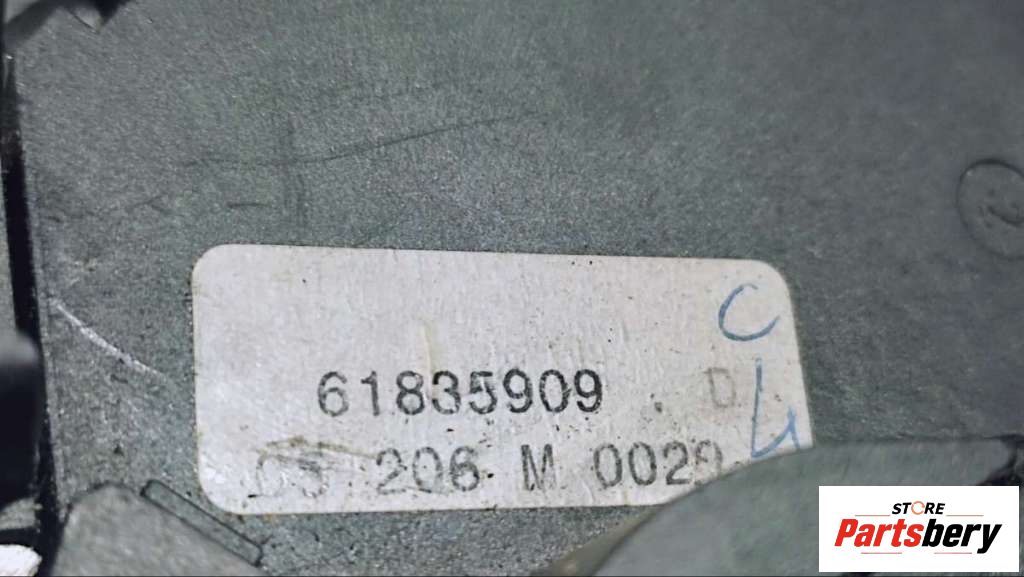 C
61835909 . D
206 M 0029
STORE
Partsbery